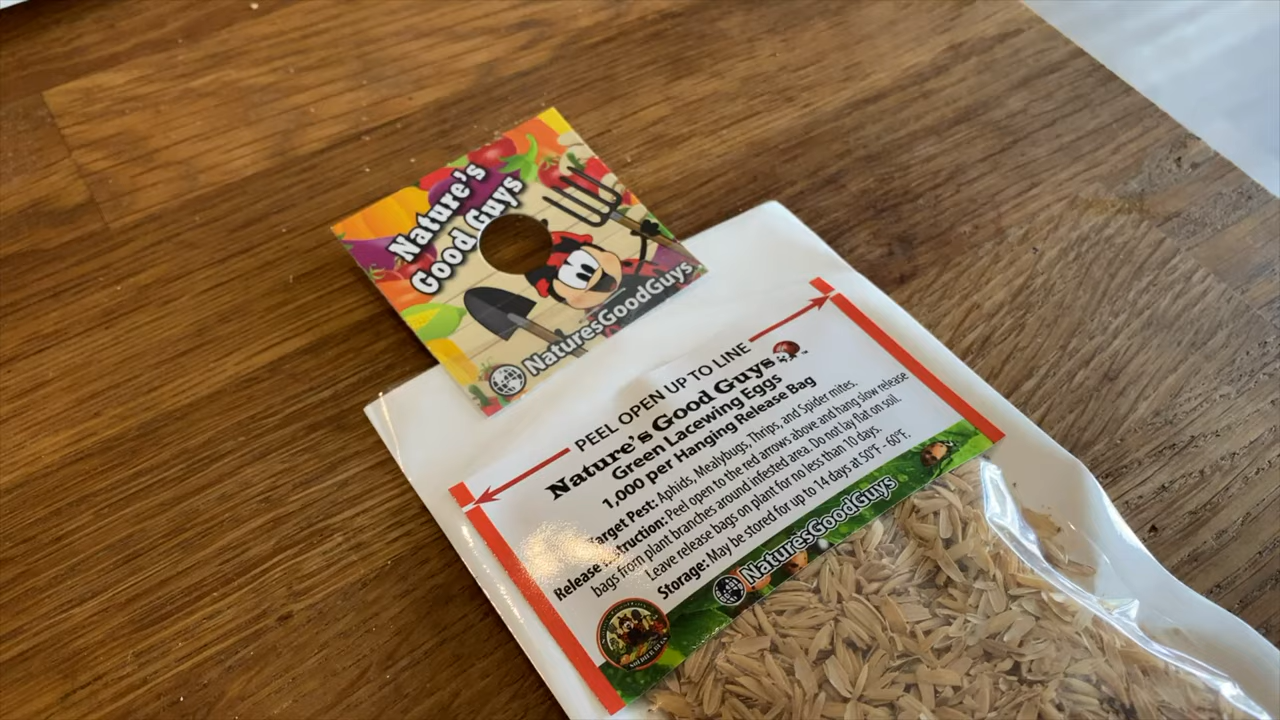 Nature's
Good Guys
NaturesGoodGuys
PEEL OPEN UP TO LINE
Nature's Good Guys
Green Lacewing Eggs
1,000 per Hanging Release Bag
Target Pest: Aphids, Mealybugs, Thrips, and Spider mites.
Release Instruction: Peel open to the red arrows above and hang slow release
bags from plant branches around infested area. Do not lay flat on soil.
Leave release bags on plant for no less than 10 days.
Storage: May be stored for up to 14 days at 50°F - 60°F.
NaturesGoodGuys